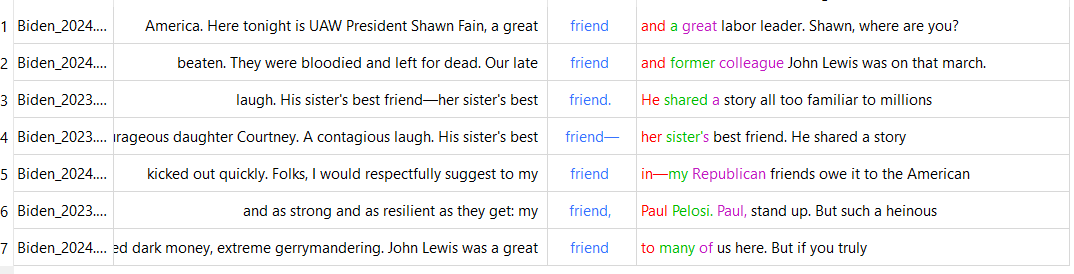 1 Biden_2024.... America. Here tonight is UAW President Shawn Fain, a great friend and a great labor leader. Shawn, where are you?
2 Biden_2024.... beaten. They were bloodied and left for dead. Our late friend and former colleague John Lewis was on that march.
3 Biden_2023.... laugh. His sister's best friend—her sister's best friend. He shared a story all too familiar to millions
4 Biden_2023.... urageous daughter Courtney. A contagious laugh. His sister's best friend— her sister's best friend. He shared a story
5 Biden_2024.... kicked out quickly. Folks, I would respectfully suggest to my friend in—my Republican friends owe it to the American
6 Biden_2023.... and as strong and as resilient as they get: my friend, Paul Pelosi. Paul, stand up. But such a heinous
7 Biden_2024.... ed dark money, extreme gerrymandering. John Lewis was a great friend to many of us here. But if you truly